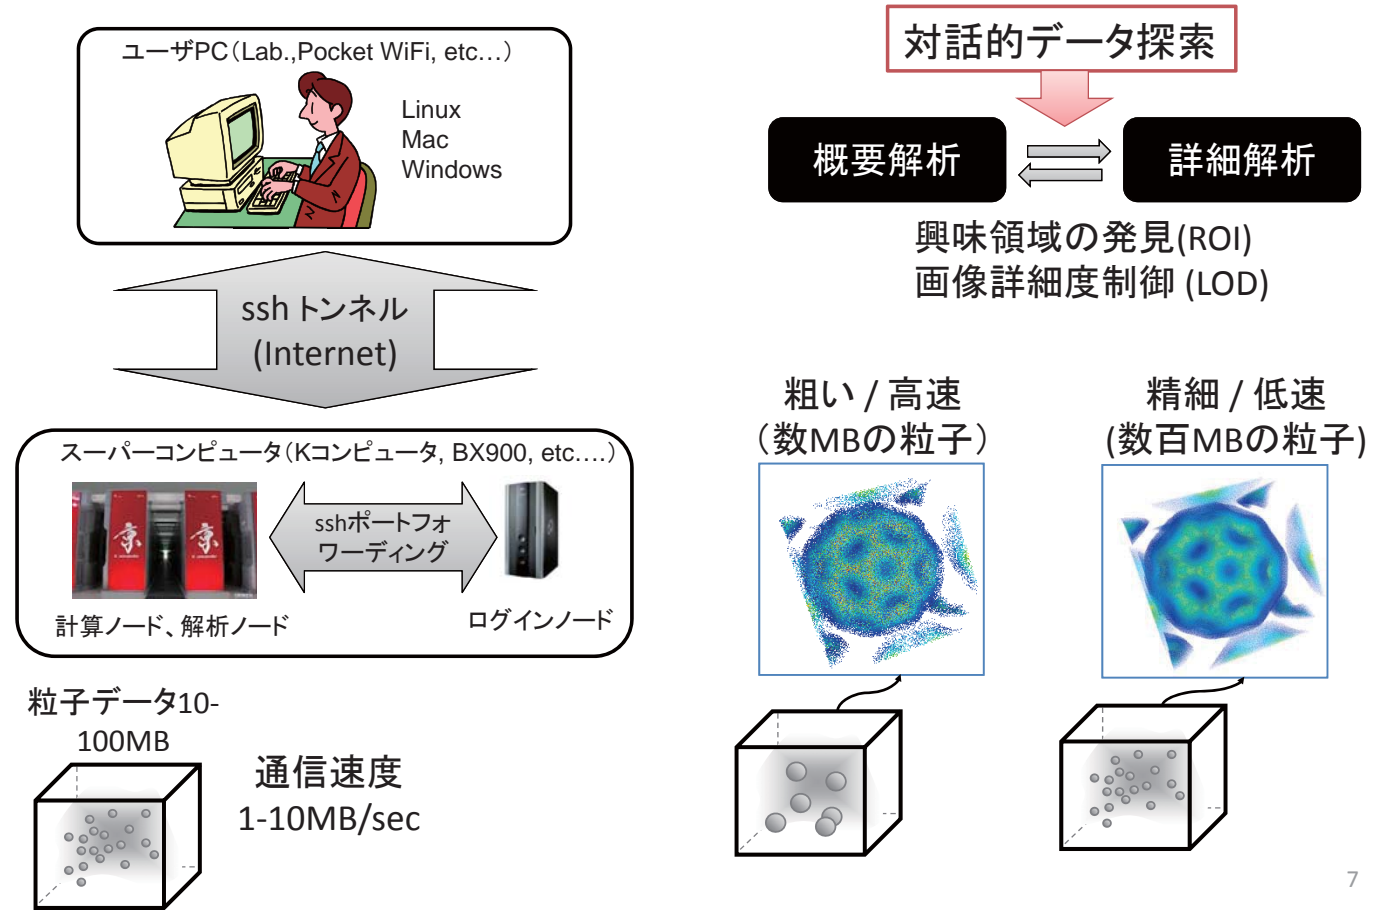 ユーザPC(Lab.,Pocket WiFi, etc…)
Linux
Mac
Windows
ssh トンネル
(Internet)
スーパーコンピュータ(Kコンピュータ, BX900, etc….)
京
京
sshポートフォ
ワーディング
計算ノード、解析ノード
ログインノード
粒子データ10-
100MB
通信速度
1-10MB/sec
対話的データ探索
概要解析
詳細解析
興味領域の発見(ROI)
画像詳細度制御 (LOD)
粗い / 高速
(数MBの粒子)
精細 / 低速
(数百MBの粒子)
7